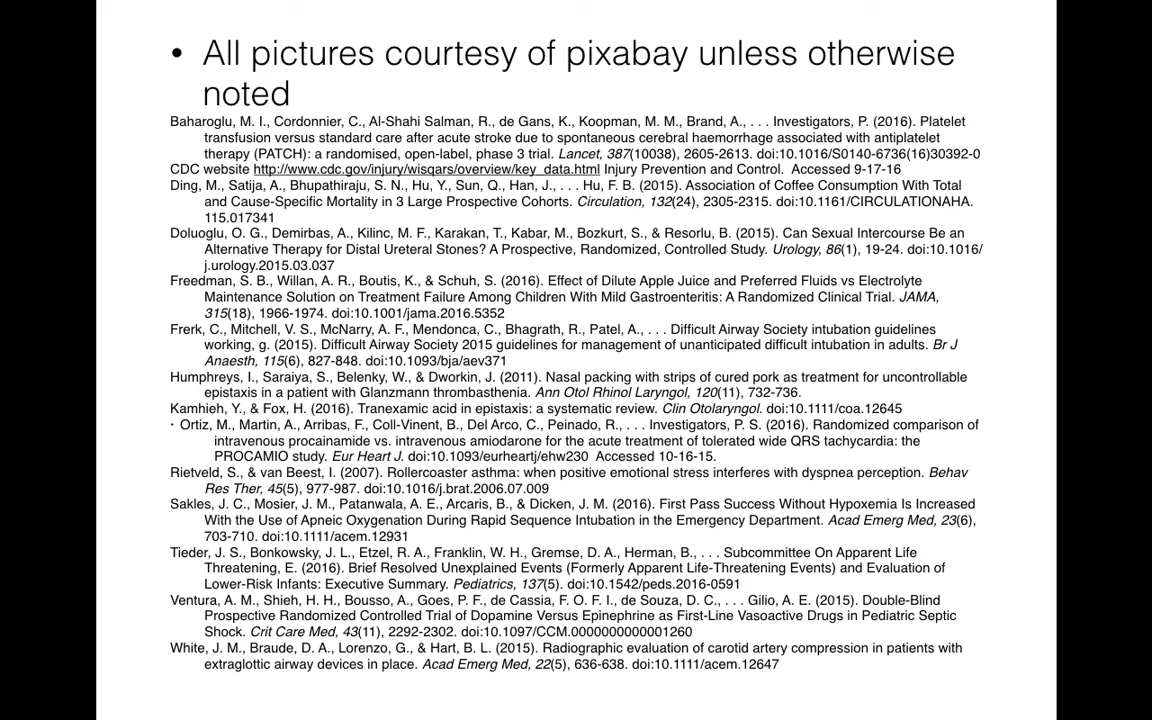 • All pictures courtesy of pixabay unless otherwise
noted
Baharoglu, M. I., Cordonnier, C., Al-Shahi Salman, R., de Gans, K., Koopman, M. M., Brand, A., . . . Investigators, P. (2016). Platelet
transfusion versus standard care after acute stroke due to spontaneous cerebral haemorrhage associated with antiplatelet
therapy (PATCH): a randomised, open-label, phase 3 trial. Lancet, 387(10038), 2605-2613. doi:10.1016/S0140-6736(16)30392-0
CDC website http://www.cdc.gov/injury/wisqars/overview/key_data.html Injury Prevention and Control.  Accessed 9-17-16
Ding, M., Satija, A., Bhupathiraju, S. N., Hu, Y., Sun, Q., Han, J., . . . Hu, F. B. (2015). Association of Coffee Consumption With Total
and Cause-Specific Mortality in 3 Large Prospective Cohorts. Circulation, 132(24), 2305-2315. doi:10.1161/CIRCULATIONAHA.
115.017341
Doluoglu, O. G., Demirbas, A., Kilinc, M. F., Karakan, T., Kabar, M., Bozkurt, S., & Resorlu, B. (2015). Can Sexual Intercourse Be an
Alternative Therapy for Distal Ureteral Stones? A Prospective, Randomized, Controlled Study. Urology, 86(1), 19-24. doi:10.1016/
j.urology.2015.03.037
Freedman, S. B., Willan, A. R., Boutis, K., & Schuh, S. (2016). Effect of Dilute Apple Juice and Preferred Fluids vs Electrolyte
Maintenance Solution on Treatment Failure Among Children With Mild Gastroenteritis: A Randomized Clinical Trial. JAMA,
315(18), 1966-1974. doi:10.1001/jama.2016.5352
Frerk, C., Mitchell, V. S., McNarry, A. F., Mendonca, C., Bhagrath, R., Patel, A., . . . Difficult Airway Society intubation guidelines
working, g. (2015). Difficult Airway Society 2015 guidelines for management of unanticipated difficult intubation in adults. Br J
Anaesth, 115(6), 827-848. doi:10.1093/bja/aev371
Humphreys, I., Saraiya, S., Belenky, W., & Dworkin, J. (2011). Nasal packing with strips of cured pork as treatment for uncontrollable
epistaxis in a patient with Glanzmann thrombasthenia. Ann Otol Rhinol Laryngol, 120(11), 732-736.
Kamhieh, Y., & Fox, H. (2016). Tranexamic acid in epistaxis: a systematic review. Clin Otolaryngol. doi:10.1111/coa.12645
· Ortiz, M., Martin, A., Arribas, F., Coll-Vinent, B., Del Arco, C., Peinado, R., . . . Investigators, P. S. (2016). Randomized comparison of
intravenous procainamide vs. intravenous amiodarone for the acute treatment of tolerated wide QRS tachycardia: the
PROCAMIO study. Eur Heart J. doi:10.1093/eurheartj/ehw230  Accessed 10-16-15.
Rietveld, S., & van Beest, I. (2007). Rollercoaster asthma: when positive emotional stress interferes with dyspnea perception. Behav
Res Ther, 45(5), 977-987. doi:10.1016/j.brat.2006.07.009
Sakles, J. C., Mosier, J. M., Patanwala, A. E., Arcaris, B., & Dicken, J. M. (2016). First Pass Success Without Hypoxemia Is Increased
With the Use of Apneic Oxygenation During Rapid Sequence Intubation in the Emergency Department. Acad Emerg Med, 23(6),
703-710. doi:10.1111/acem.12931
Tieder, J. S., Bonkowsky, J. L., Etzel, R. A., Franklin, W. H., Gremse, D. A., Herman, B., . . . Subcommittee On Apparent Life
Threatening, E. (2016). Brief Resolved Unexplained Events (Formerly Apparent Life-Threatening Events) and Evaluation of
Lower-Risk Infants: Executive Summary. Pediatrics, 137(5). doi:10.1542/peds.2016-0591
Ventura, A. M., Shieh, H. H., Bousso, A., Goes, P. F., de Cassia, F. O. F. I., de Souza, D. C., . . . Gilio, A. E. (2015). Double-Blind
Prospective Randomized Controlled Trial of Dopamine Versus Epinephrine as First-Line Vasoactive Drugs in Pediatric Septic
Shock. Crit Care Med, 43(11), 2292-2302. doi:10.1097/CCM.0000000000001260
White, J. M., Braude, D. A., Lorenzo, G., & Hart, B. L. (2015). Radiographic evaluation of carotid artery compression in patients with
extraglottic airway devices in place. Acad Emerg Med, 22(5), 636-638. doi:10.1111/acem.12647